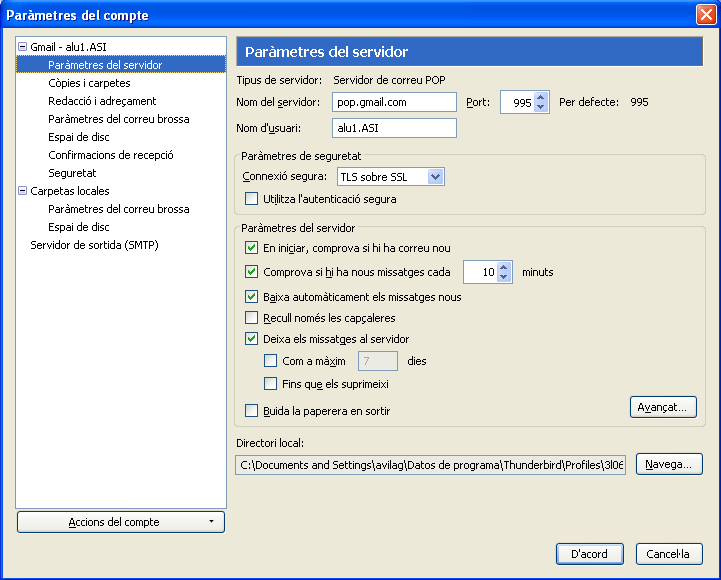 Paràmetres del compte
Gmail - alu1.ASI
Paràmetres del servidor
Còpies i carpetes
Redacció i adreçament
Paràmetres del correu brossa
Espai de disc
Confirmacions de recepció
Seguretat
Carpetas locales
Paràmetres del correu brossa
Espai de disc
Servidor de sortida (SMTP)
Accions del compte
Paràmetres del servidor
Tipus de servidor: Servidor de correu POP
Nom del servidor: pop.gmail.com Port: 995 Per defecte: 995
Nom d'usuari: alu1.ASI
Paràmetres de seguretat
Connexió segura: TLS sobre SSL
Utilitza l'autenticació segura
Paràmetres del servidor
En iniciar, comprova si hi ha correu nou
Comprova si hi ha nous missatges cada 10 minuts
Baixa automàticament els missatges nous
Recull només les capçaleres
Deixa els missatges al servidor
Com a màxim 7 dies
Fins que els suprimeixi
Buida la paperera en sortir
Avançat...
Directori local:
C:\Documents and Settings\avilag\Datos de programa\Thunderbird\Profiles\3l06 Navega...
D'acord Cancel·la